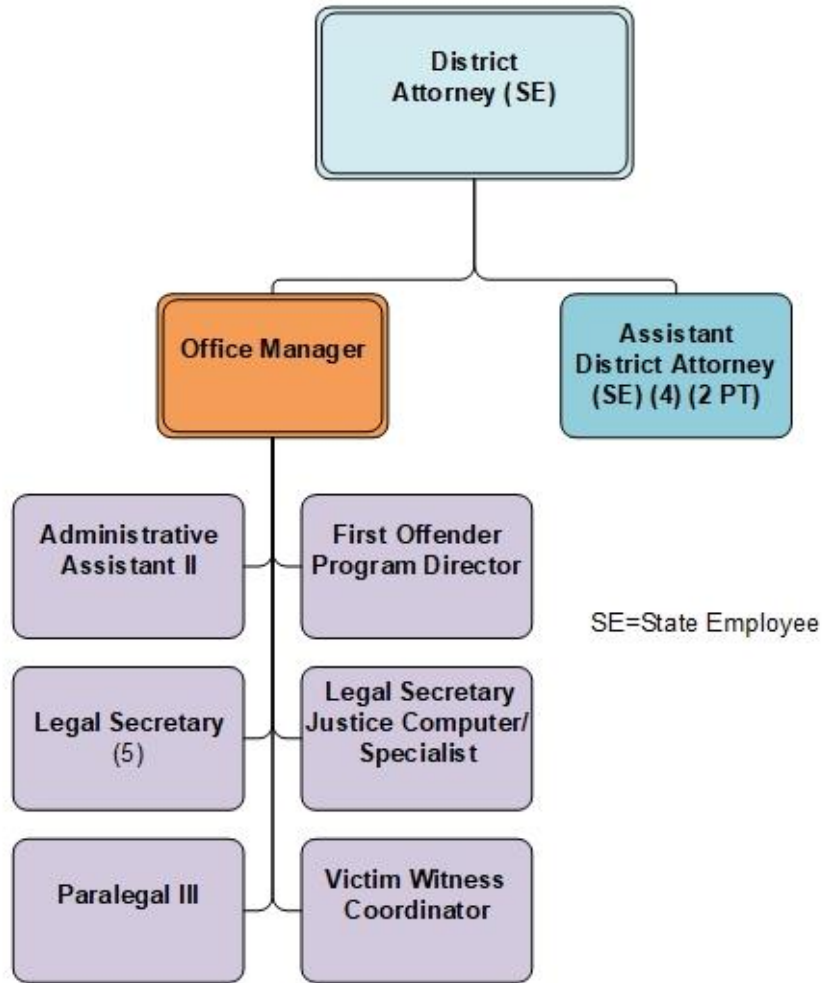 District
Attorney (SE)
Office Manager
Assistant
District Attorney
(SE) (4) (2 PT)
Administrative
Assistant II
First Offender
Program Director
SE=State Employee
Legal Secretary
(5)
Legal Secretary
Justice Computer/
Specialist
Paralegal III
Victim Witness
Coordinator